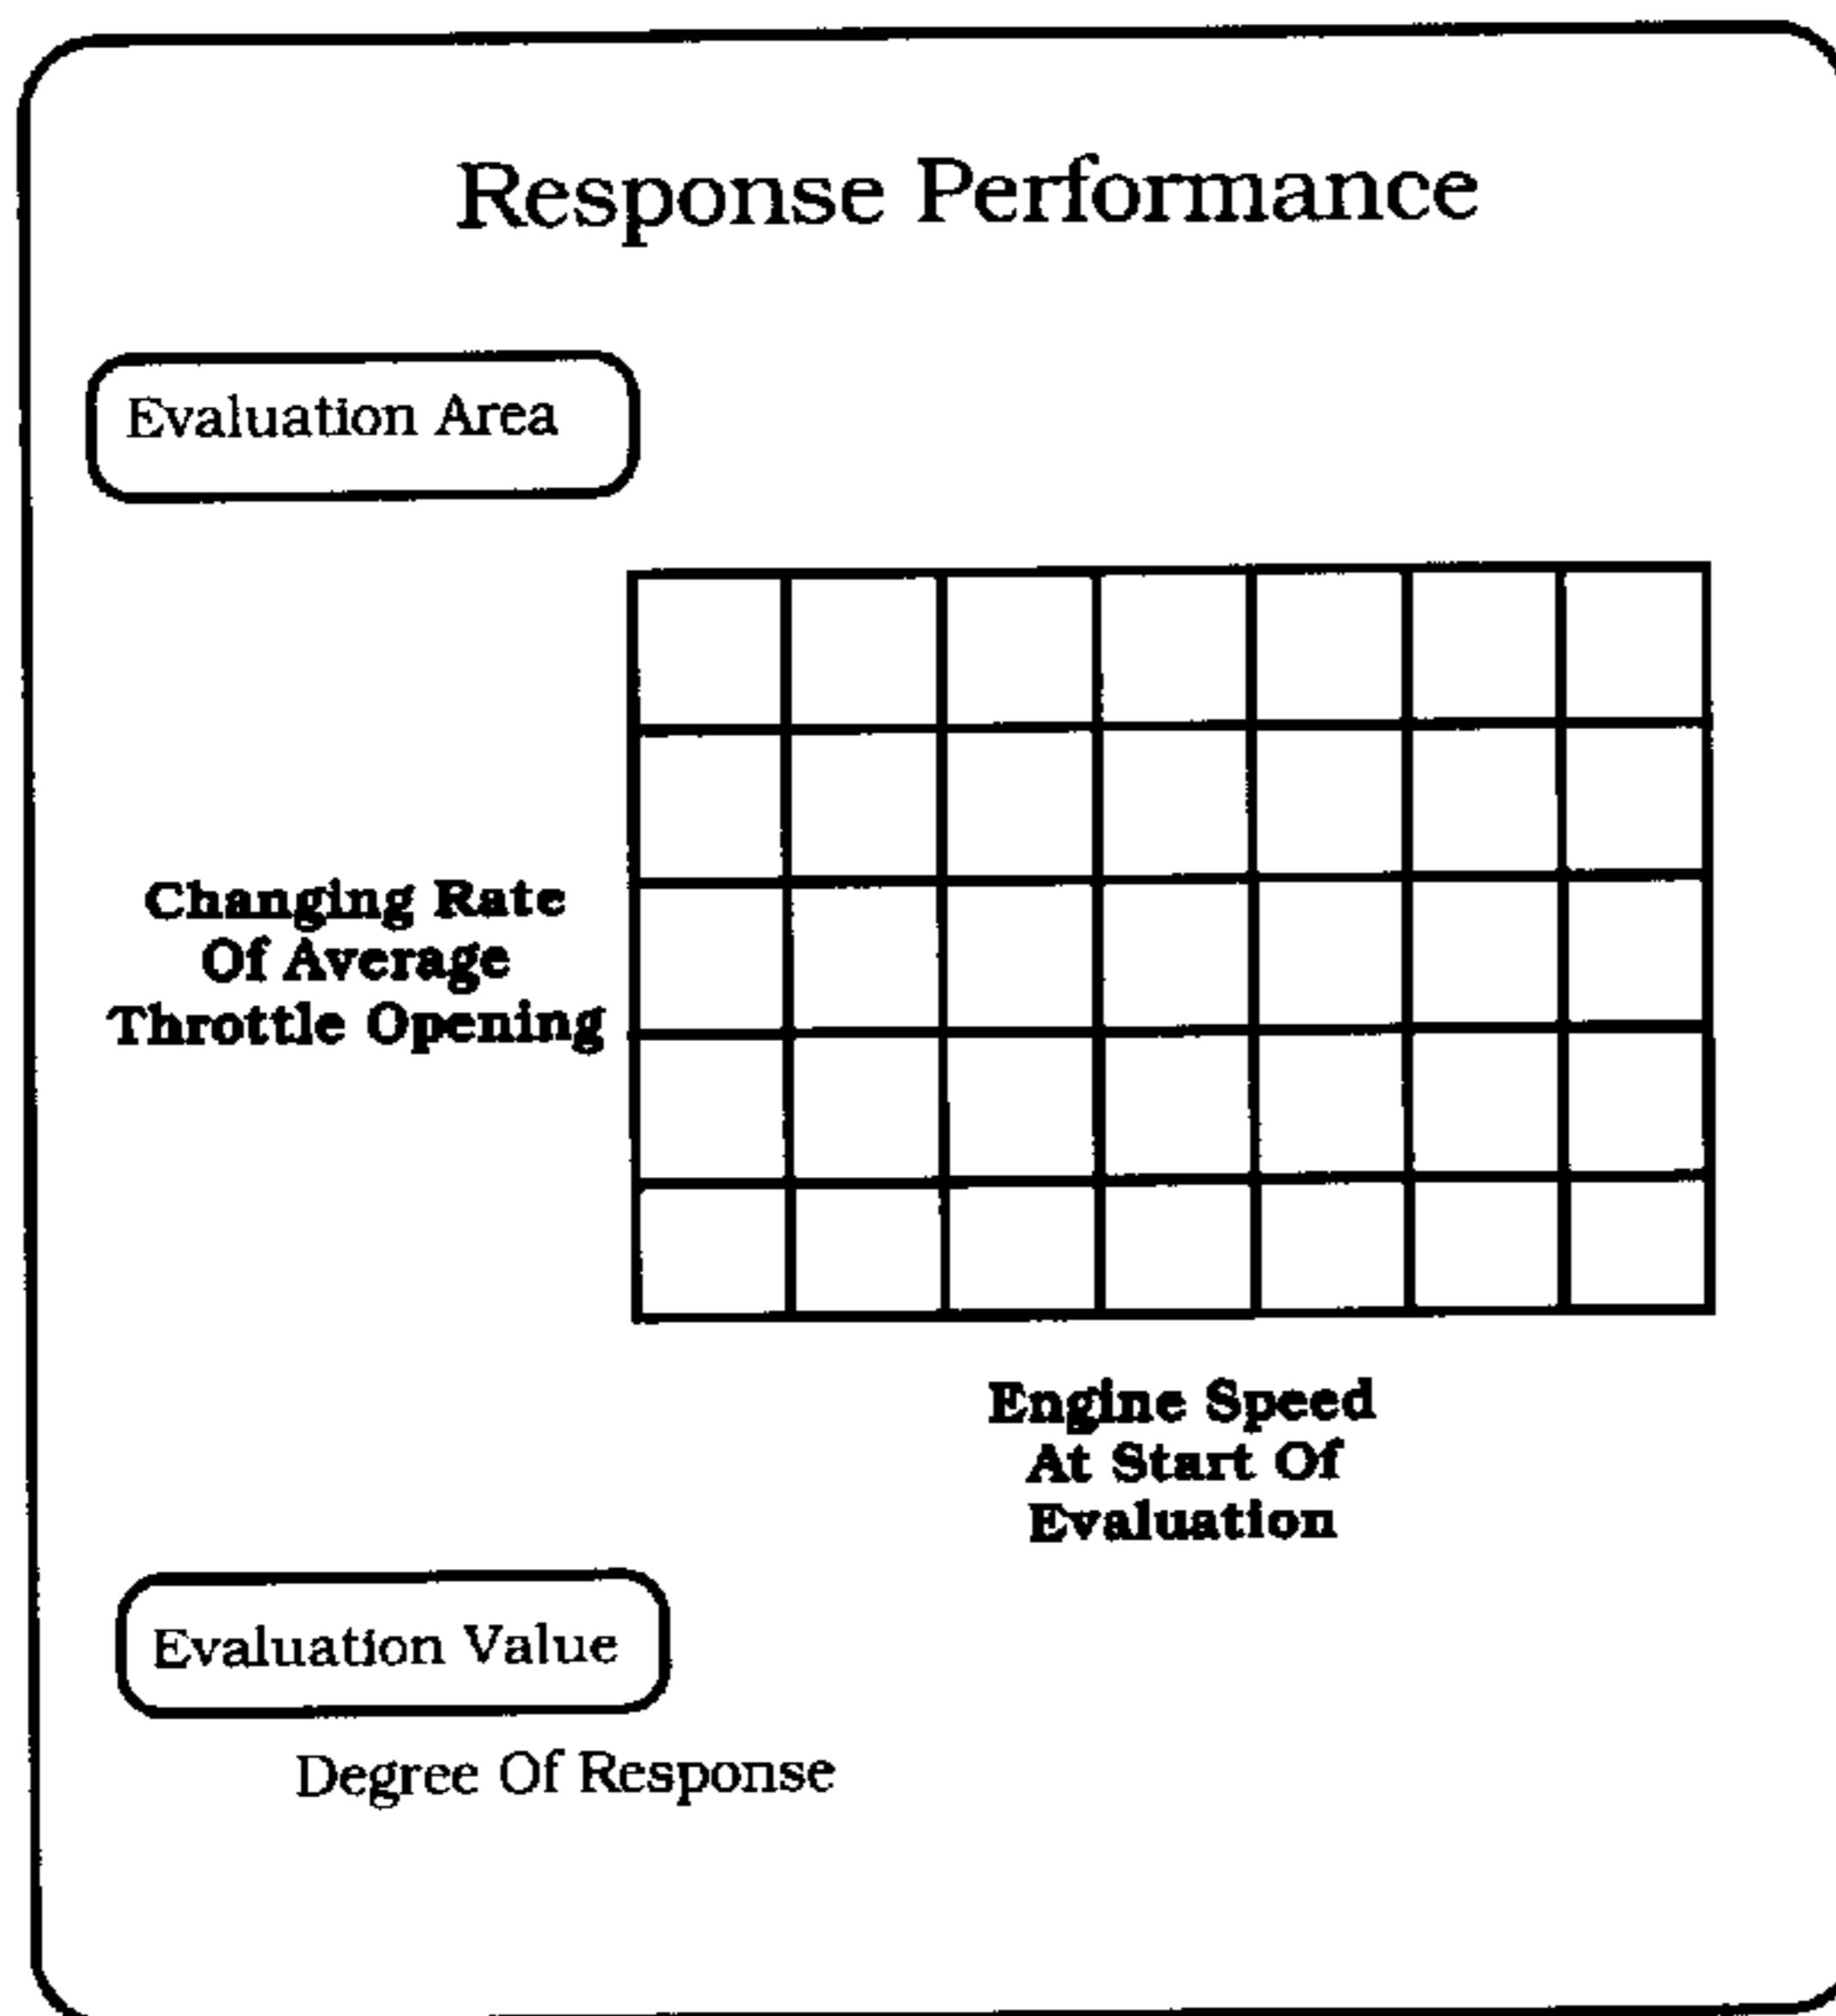 Response Performance
Evaluation Area
Changing Rate
Of Average
Throttle Opening
Engine Speed
At Start Of
Evaluation
Evaluation Value
Degree Of Response